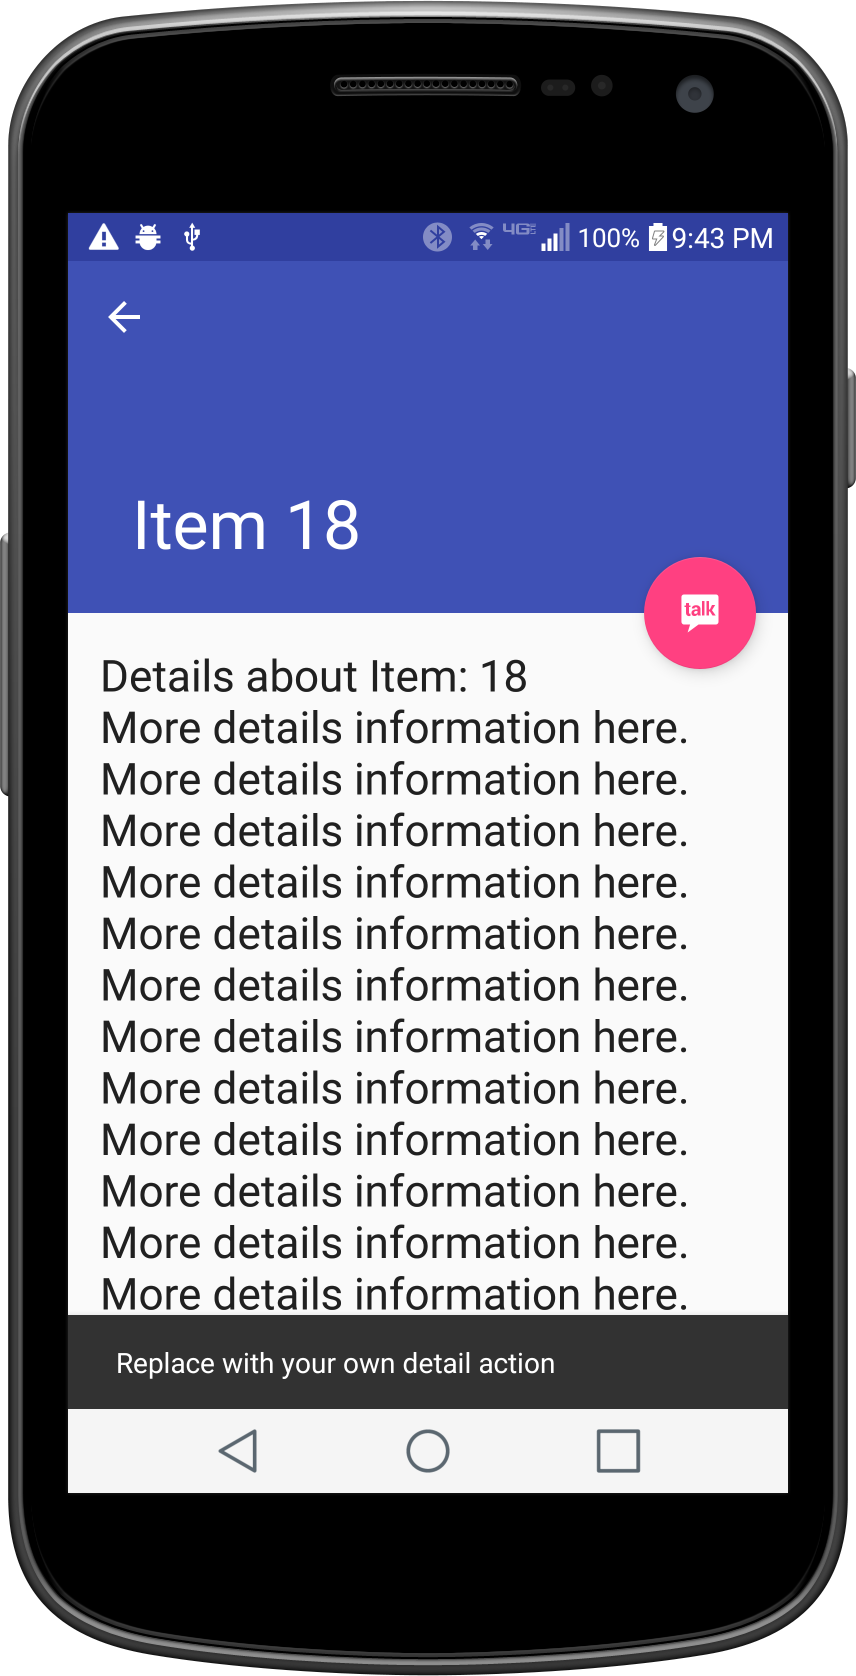 4G
100%
9:43 PM
Item 18
talk
Details about Item: 18
More details information here.
More details information here.
More details information here.
More details information here.
More details information here.
More details information here.
More details information here.
More details information here.
More details information here.
More details information here.
More details information here.
More details information here.
Replace with your own detail action